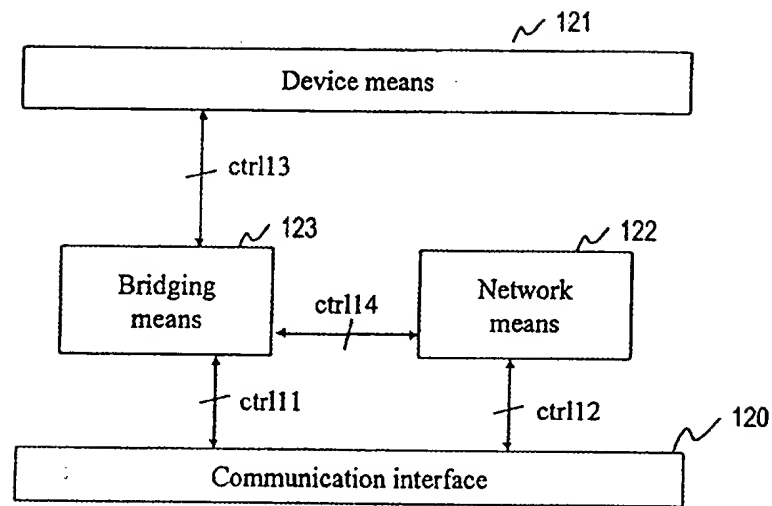 121
Device means
ctrl13
123
122
Bridging
means
Network
means
ctrl14
ctrl11
ctrl12
120
Communication interface